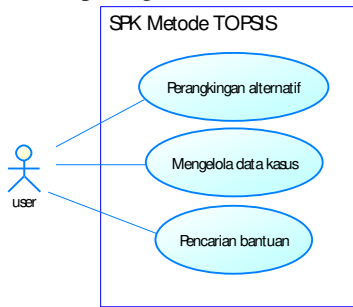 SPK Metode TOPSIS
Perangkingan alternatif
Mengelola data kasus
user
Pencarian bantuan